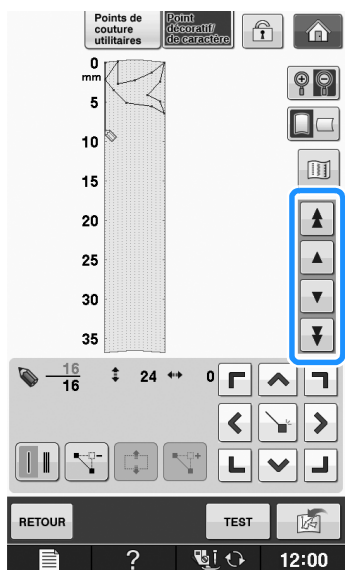 Points de
couture
utilitaires
Point
décoratif/
de caractère
0
mm
5
10
15
20
25
30
35
16
16
24
0
RETOUR
TEST
?
12:00